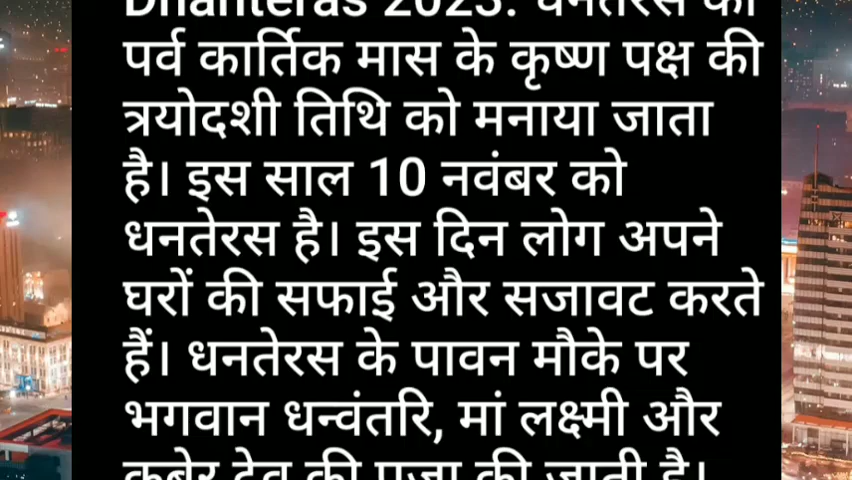 Dhanteras 2023: धनतेरस का
पर्व कार्तिक मास के कृष्ण पक्ष की
त्रयोदशी तिथि को मनाया जाता
है। इस साल 10 नवंबर को
धनतेरस है। इस दिन लोग अपने
घरों की सफाई और सजावट करते
हैं। धनतेरस के पावन मौके पर
भगवान धन्वंतरि, मां लक्ष्मी और
कुबेर देव की पूजा की जाती है।